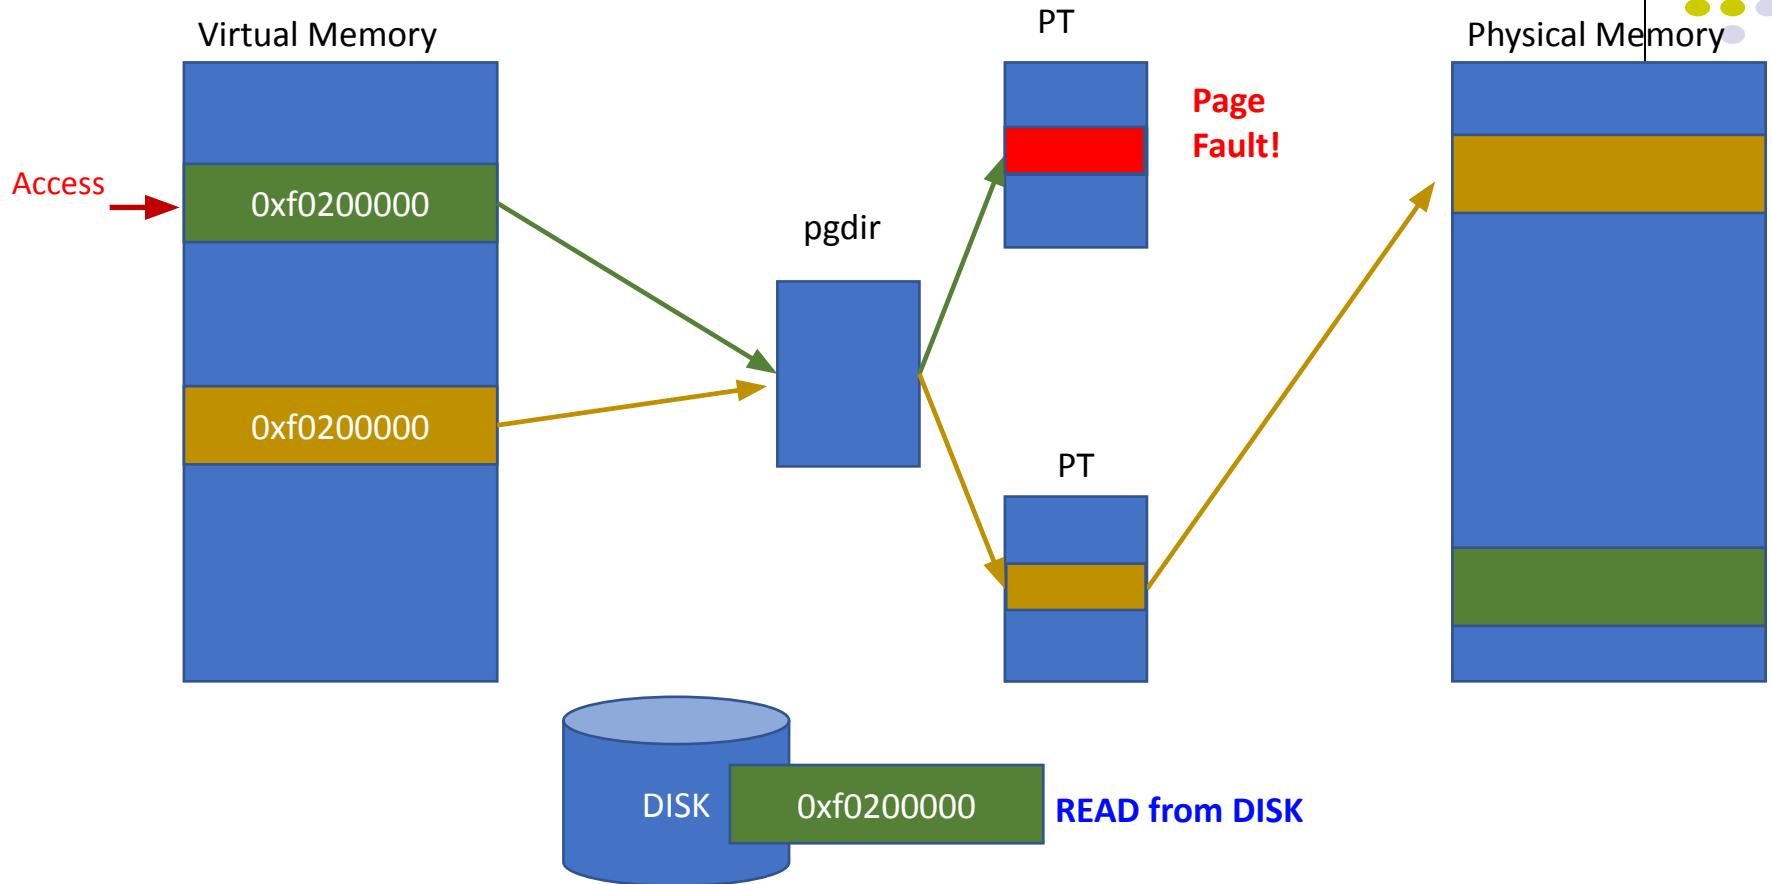 Virtual Memory
PT
Physical Memory
Page
Fault!
Access
0xf0200000
pgdir
0xf0200000
PT
DISK
0xf0200000
READ from DISK